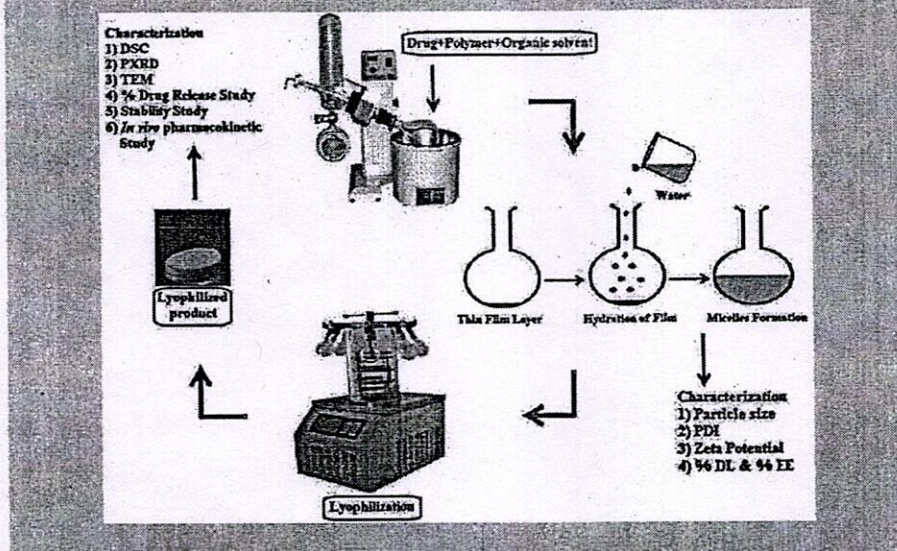 Characterization
1) DSC
2) PXRD
3) TEM
4) % Drug Release Study
5) Stability Study
6) In vivo pharmacokinetic
Study
Drug+Polymer+Organic solvent
Water
Thin Film Layer
Hydration of Film
Micelles Formation
Lyophilized
product
Characterization
1) Particle size
2) PDI
3) Zeta Potential
4) % DL & % EE
Lyophilization